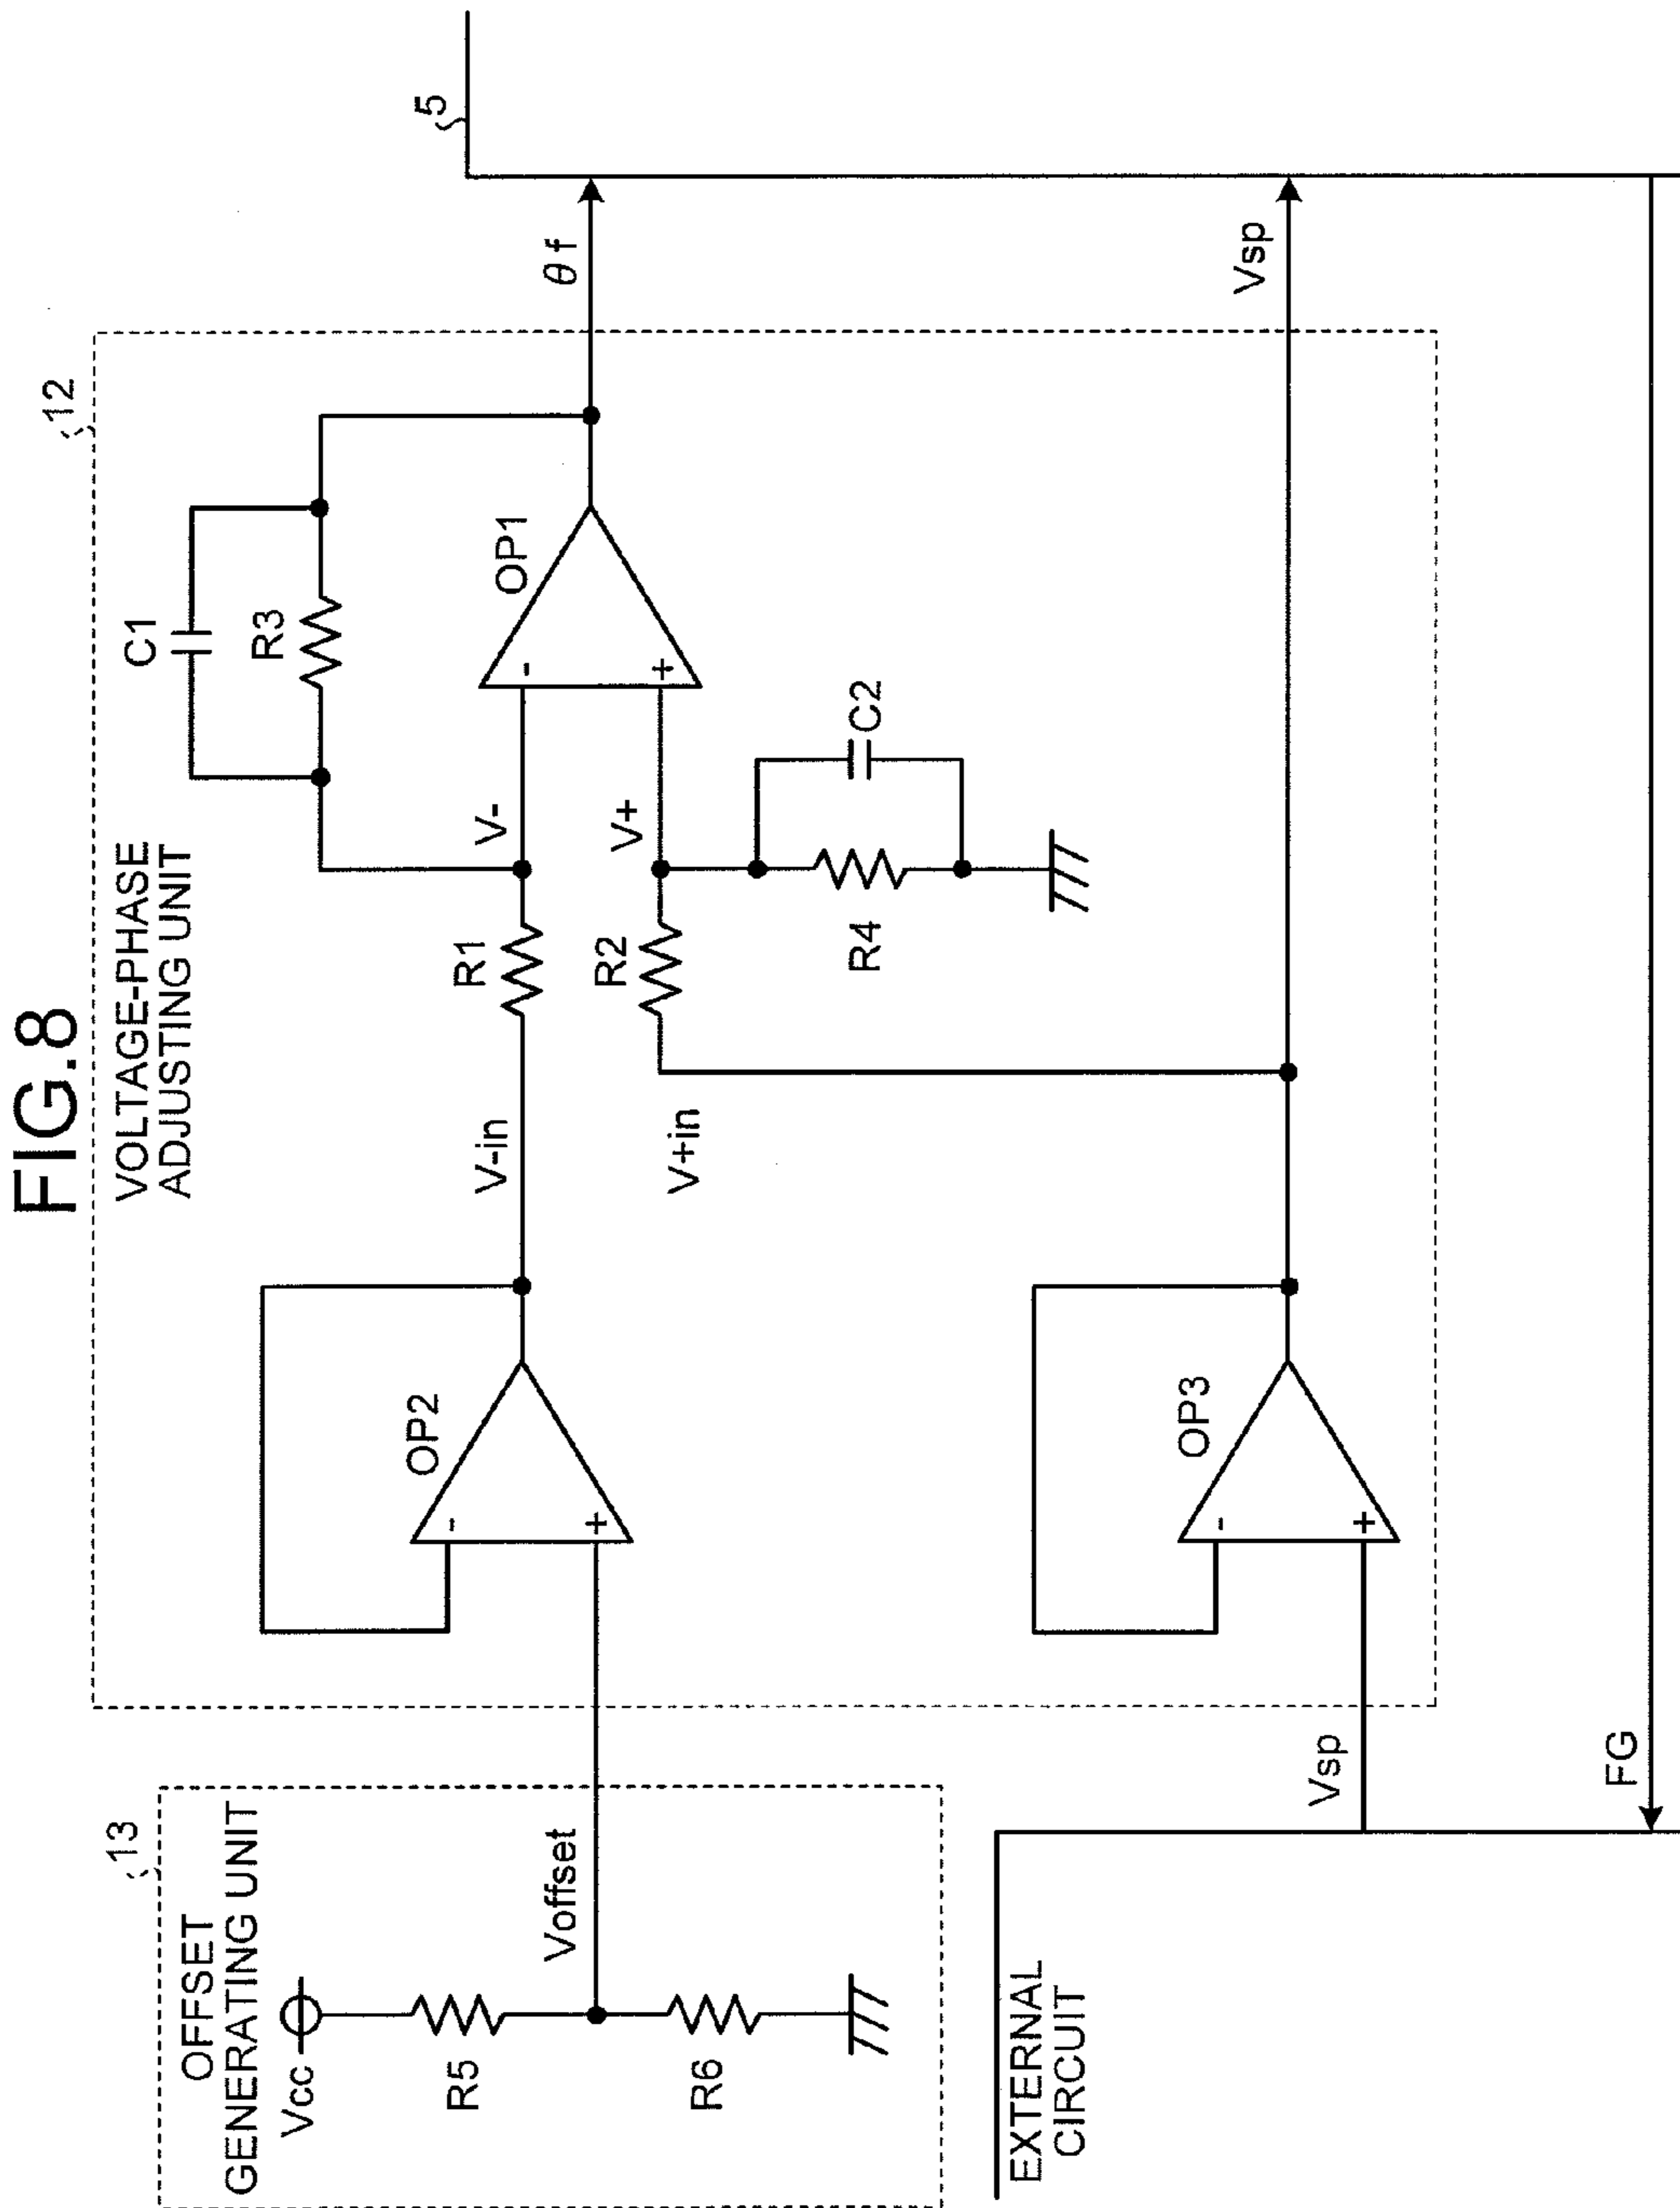 FIG.8
12
VOLTAGE-PHASE
ADJUSTING UNIT
C1
R3
OP1
-
+
θf
5
V-
V+
R1
R2
R4
C2
V-in
V+in
OP2
-
+
OP3
-
+
Vsp
13
OFFSET
GENERATING UNIT
Vcc
R5
R6
Voffset
Vsp
FG
EXTERNAL
CIRCUIT